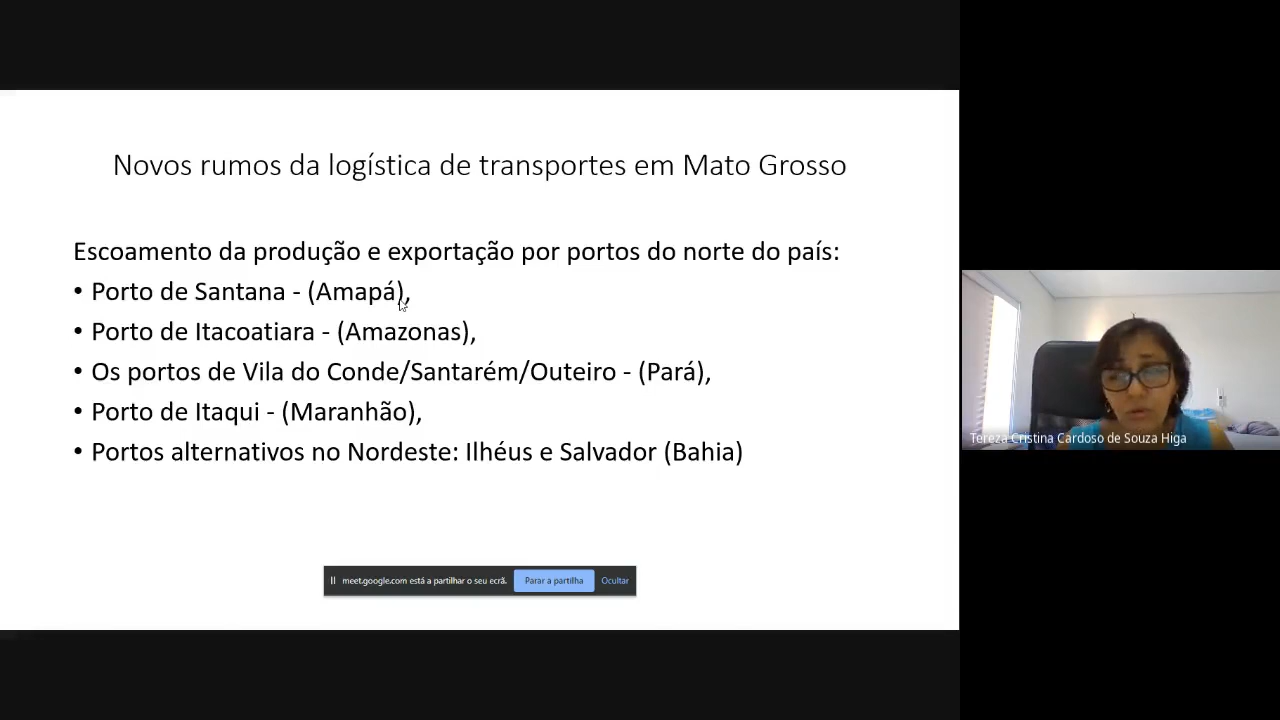 Novos rumos da logística de transportes em Mato Grosso
Escoamento da produção e exportação por portos do norte do país:
• Porto de Santana - (Amapá),
• Porto de Itacoatiara - (Amazonas),
• Os portos de Vila do Conde/Santarém/Outeiro - (Pará),
• Porto de Itaqui - (Maranhão),
• Portos alternativos no Nordeste: Ilhéus e Salvador (Bahia)
meet.google.com está a partilhar o seu ecrã. Parar a partilha Ocultar
Tereza Cristina Cardoso de Souza Higa